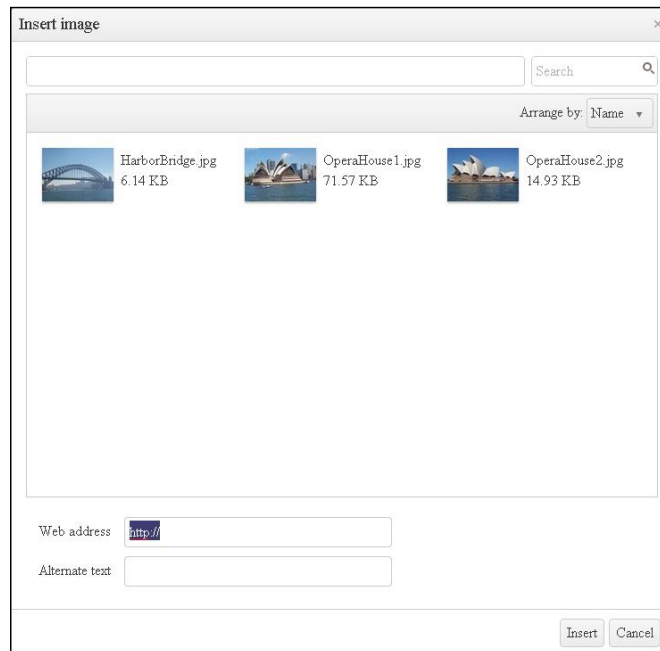 Insert image ×
Search
Arrange by: Name
HarborBridge.jpg
6.14 KB
OperaHouse1.jpg
71.57 KB
OperaHouse2.jpg
14.93 KB
Web address http://
Alternate text
Insert Cancel